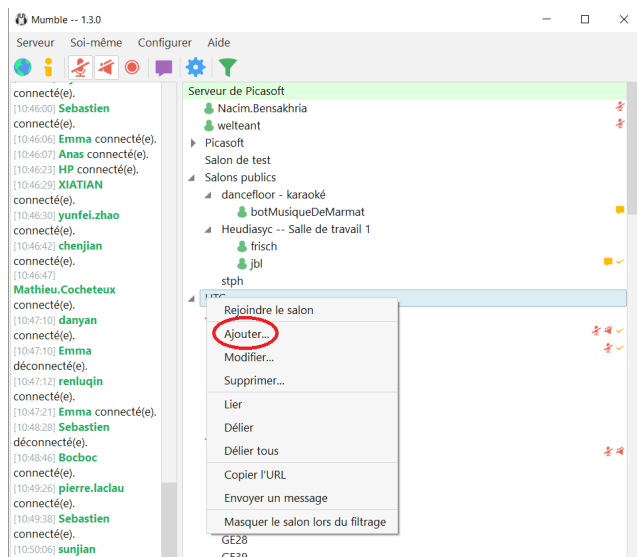 Mumble -- 1.3.0
Serveur Soi-même Configurer Aide
connecté(e).
[10:46:00] Sebastien
connecté(e).
[10:46:06] Emma connecté(e).
[10:46:07] Anas connecté(e).
[10:46:23] HP connecté(e).
[10:46:29] XIATIAN
connecté(e).
[10:46:30] yunfei.zhao
connecté(e).
[10:46:42] chenjian
connecté(e).
[10:46:47]
Mathieu.Cocheteux
connecté(e).
[10:47:10] danyan
connecté(e).
[10:47:10] Emma
déconnecté(e).
[10:47:12] renluqin
connecté(e).
[10:47:21] Emma connecté(e).
[10:48:28] Sebastien
déconnecté(e).
[10:48:46] Bocboc
connecté(e).
[10:49:26] pierre.laclau
connecté(e).
[10:49:38] Sebastien
connecté(e).
[10:50:06] sunjian
Serveur de Picasoft
Nacim.Bensakhria
welteant
Picasoft
Salon de test
Salons publics
dancefloor - karaoké
botMusiqueDeMarmat
Heudiasyc -- Salle de travail 1
frisch
jbl
stph
UTC
Rejoindre le salon
Ajouter...
Modifier...
Supprimer...
Lier
Délier
Délier tous
Copier l'URL
Envoyer un message
Masquer le salon lors du filtrage
GE28
GE39